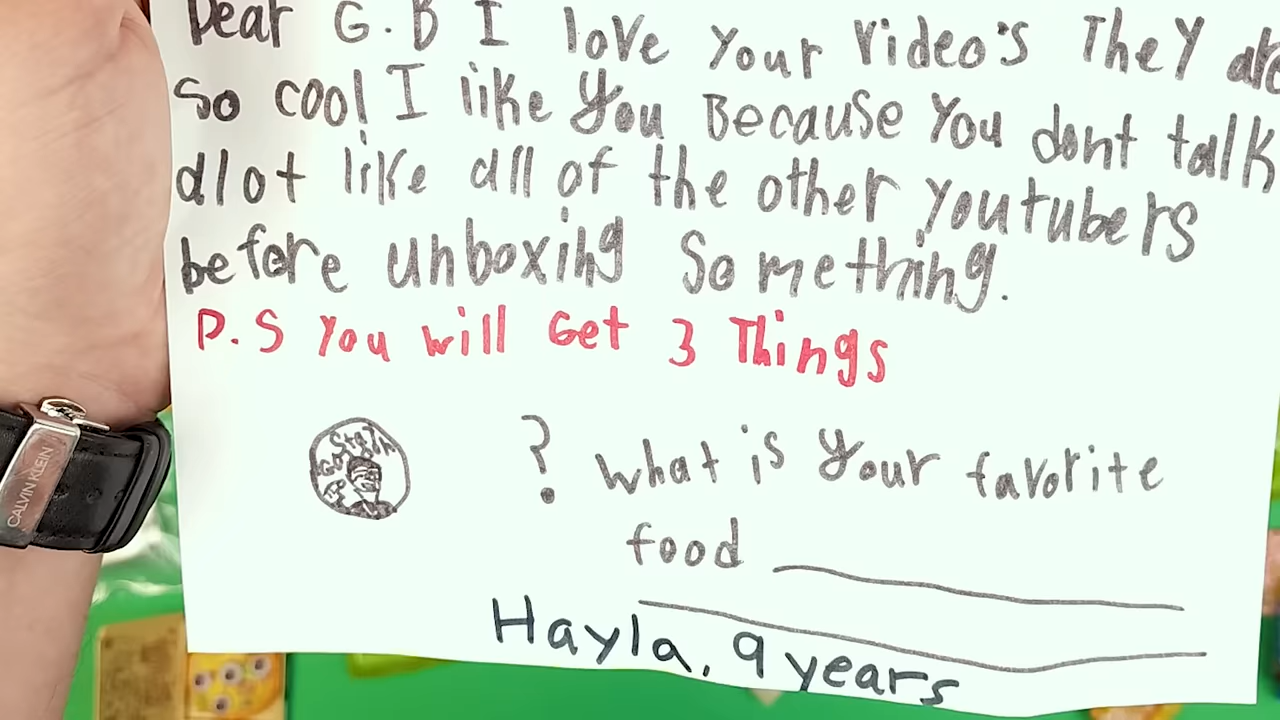 Dear G.B I love your video's They are
so cool I like you Because you dont talk
alot like all of the other youtubers
before unboxing Something.
P.S You will Get 3 Things
? What is your favorite
food
Hayla, 9 years
CALVIN KLEIN